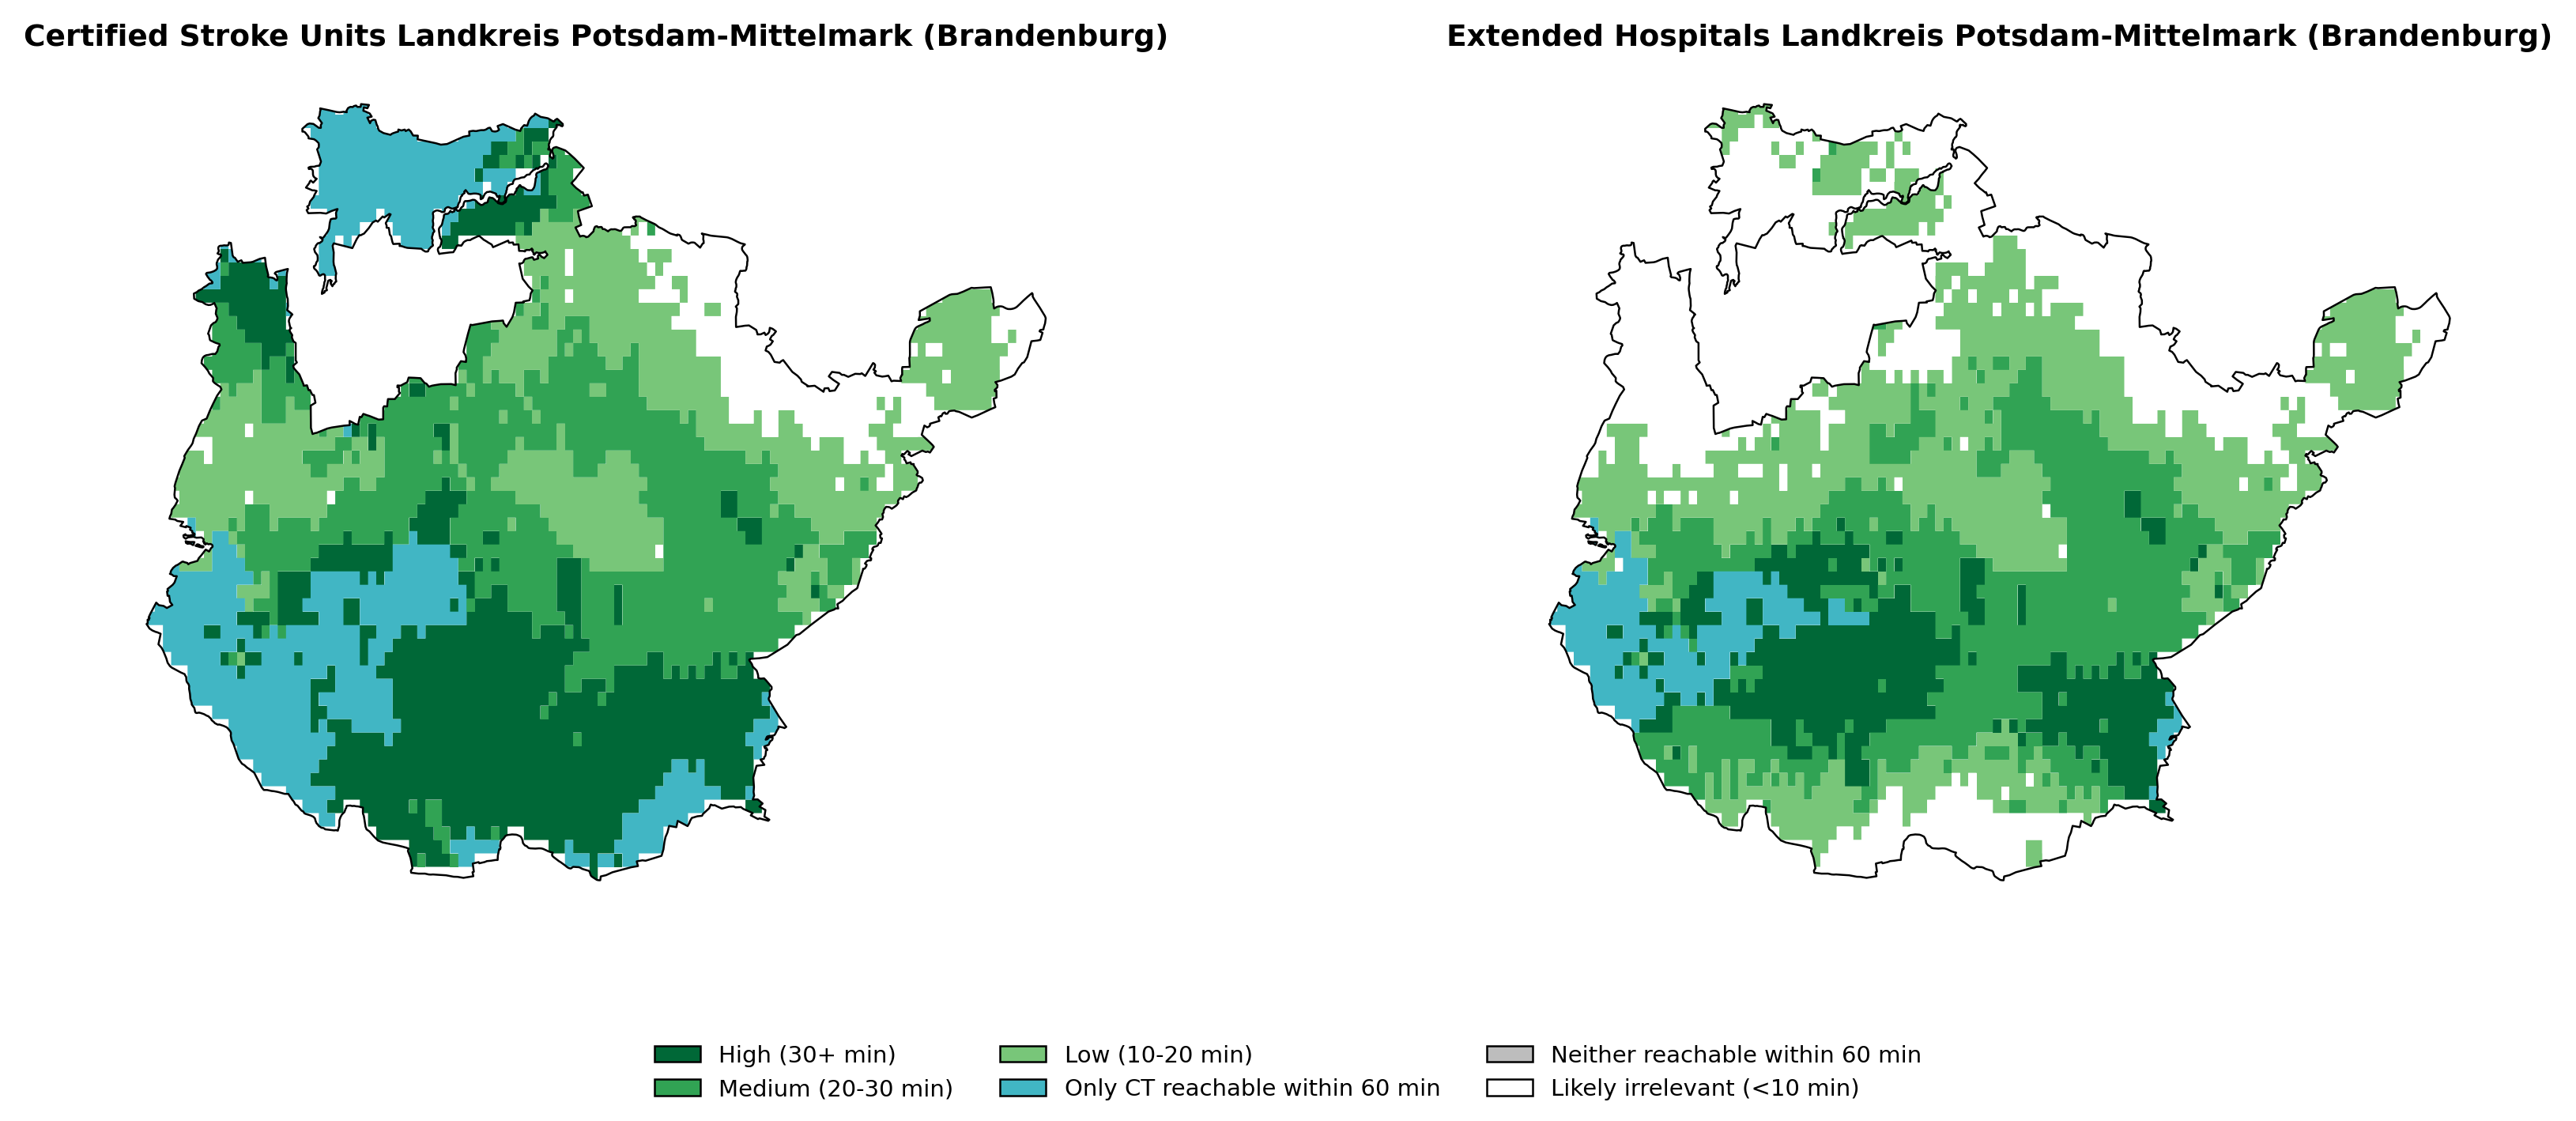 Certified Stroke Units Landkreis Potsdam-Mittelmark (Brandenburg)
Extended Hospitals Landkreis Potsdam-Mittelmark (Brandenburg)
High (30+ min)
Medium (20-30 min)
Low (10-20 min)
Only CT reachable within 60 min
Neither reachable within 60 min
Likely irrelevant (<10 min)